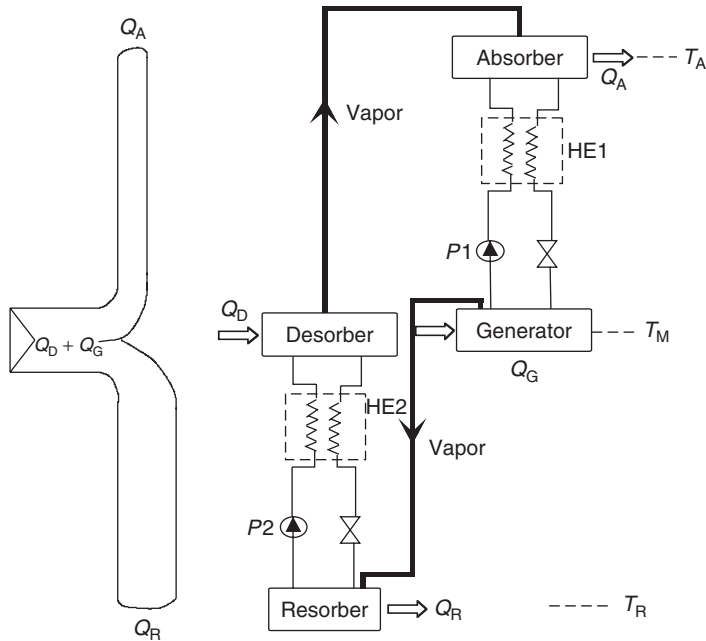 Q_A
Absorber
Q_A
T_A
Vapor
HE1
P1
Q_D
Desorber
Generator
T_M
Q_D + Q_G
Q_G
HE2
Vapor
P2
Resorber
Q_R
T_R
Q_R